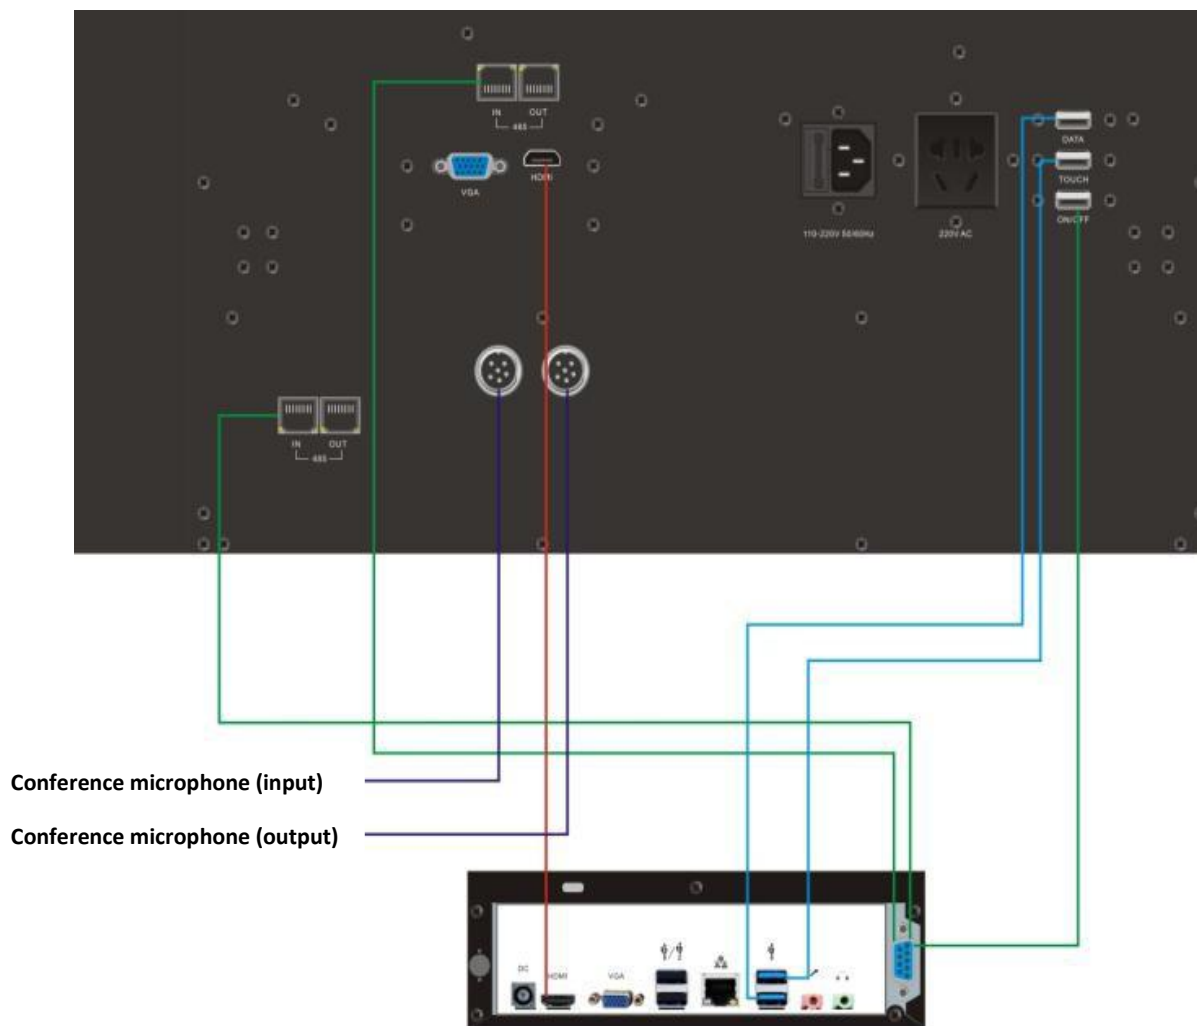 IN OUT
485
VGA
HDMI
110-220V 50/60Hz
220V AC
DATA
TOUCH
ON/OFF
IN OUT
485
Conference microphone (input)
Conference microphone (output)
DC
HDMI
VGA